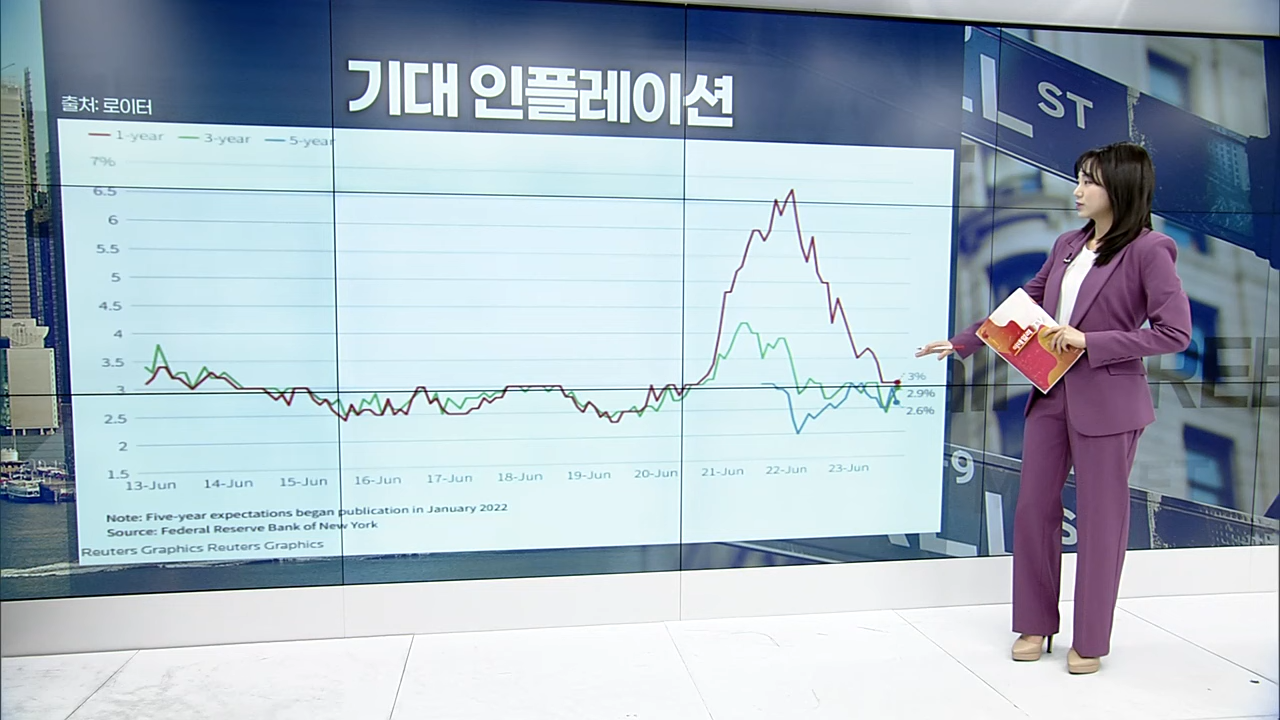 기대 인플레이션
출처: 로이터
1-year 3-year 5-year
7%
6.5
6
5.5
5
4.5
4
3.5
3
2.5
2
1.5
3%
2.9%
2.6%
13-Jun 14-Jun 15-Jun 16-Jun 17-Jun 18-Jun 19-Jun 20-Jun 21-Jun 22-Jun 23-Jun
Note: Five-year expectations began publication in January 2022
Source: Federal Reserve Bank of New York
Reuters Graphics Reuters Graphics
ST